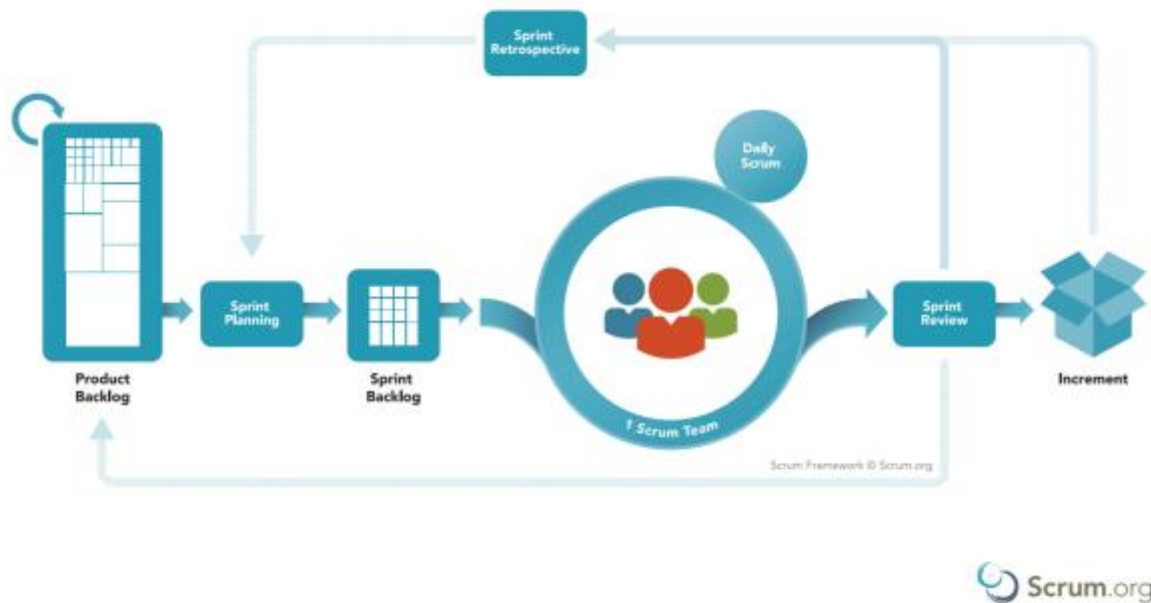 Sprint
Retrospective
Daily
Scrum
Sprint
Planning
Sprint
Review
Product
Backlog
Sprint
Backlog
Increment
1 Scrum Team
Scrum Framework © Scrum.org
Scrum.org